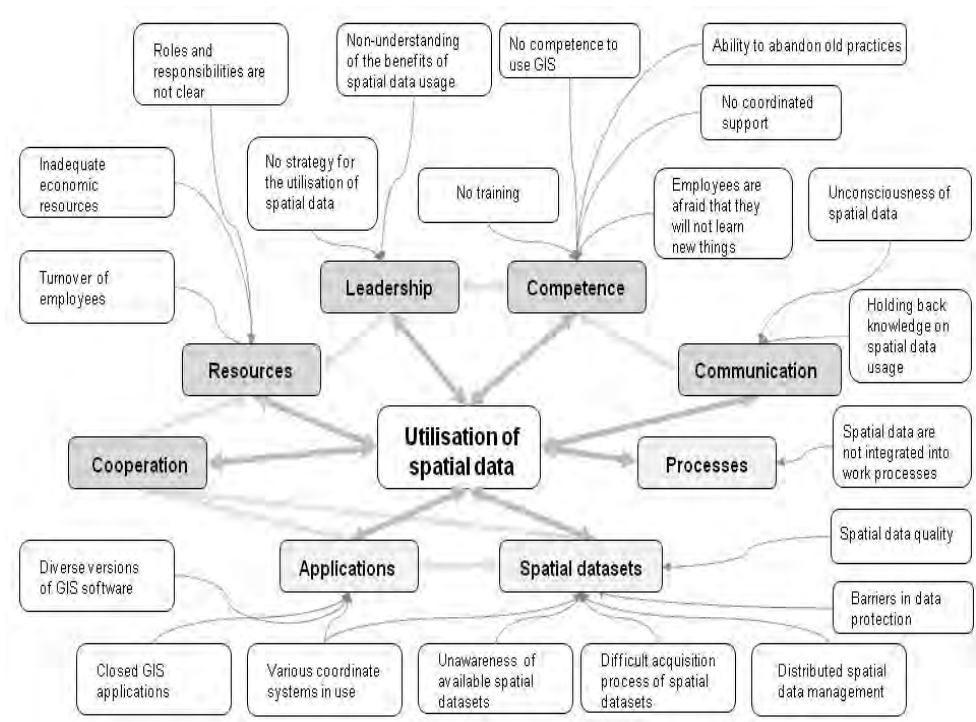 Roles and
responsibilities are
not clear
Non-understanding
of the benefits of
spatial data usage
No competence to
use GIS
Ability to abandon old practices
No coordinated
support
Inadequate
economic
resources
No strategy for
the utilisation of
spatial data
No training
Employees are
afraid that they
will not learn
new things
Unconsciousness of
spatial data
Turnover of
employees
Leadership
Competence
Holding back
knowledge on
spatial data
usage
Resources
Communication
Cooperation
Utilisation of
spatial data
Processes
Spatial data are
not integrated into
work processes
Diverse versions
of GIS software
Applications
Spatial datasets
Spatial data quality
Barriers in data
protection
Closed GIS
applications
Various coordinate
systems in use
Unawareness of
available spatial
datasets
Difficult acquisition
process of spatial
datasets
Distributed spatial
data management